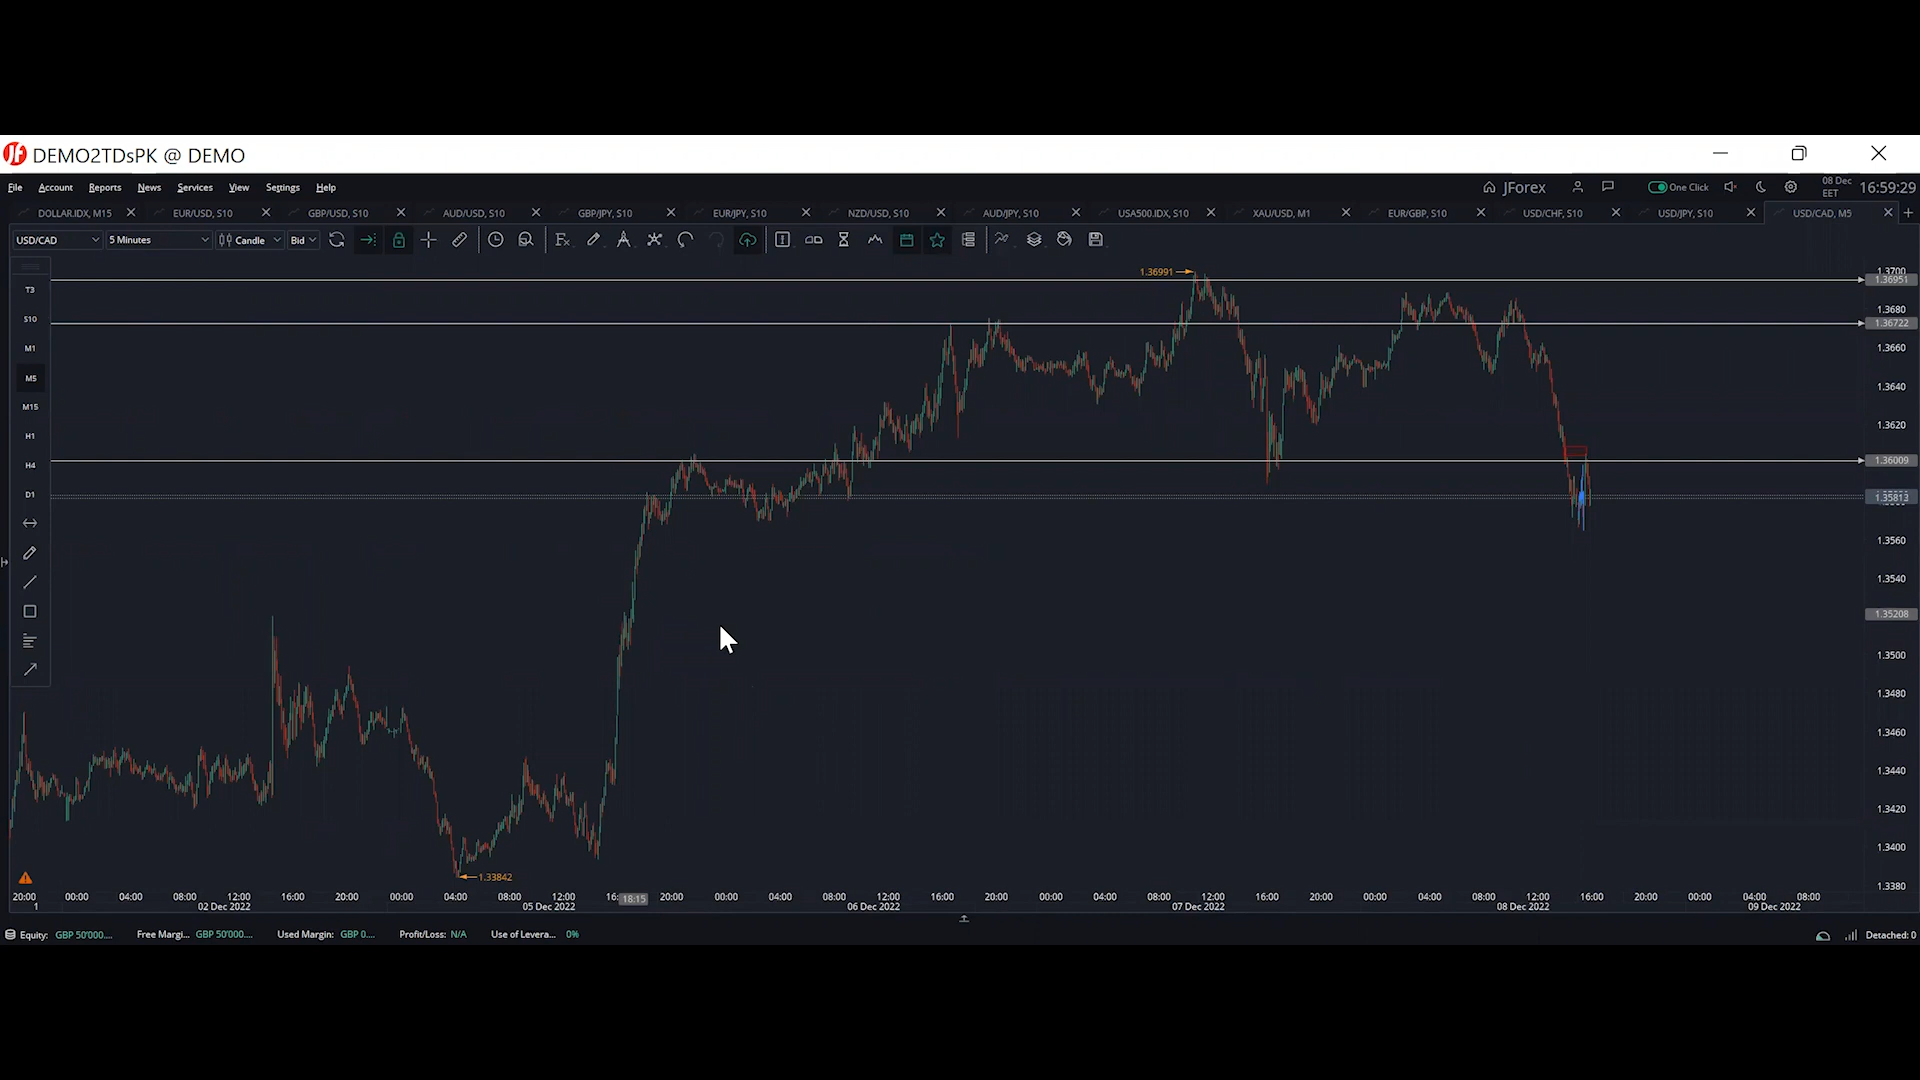 DEMO2TDsPK @ DEMO
File Account Reports News Services View Settings Help
JForex One Click 08 Dec EET 16:59:29
DOLLAR.IDX, M15 EUR/USD, S10 GBP/USD, S10 AUD/USD, S10 GBP/JPY, S10 EUR/JPY, S10 NZD/USD, S10 AUD/JPY, S10 USA500.IDX, S10 XAU/USD, M1 EUR/GBP, S10 USD/CHF, S10 USD/JPY, S10 USD/CAD, M5
USD/CAD 5 Minutes Candle Bid
1.36991
1.3700
1.36951
1.3680
1.36722
1.3660
1.3640
1.3620
1.36009
1.35813
1.3560
1.3540
1.35208
1.3500
1.3480
1.3460
1.3440
1.3420
1.3400
1.3380
T3
S10
M1
M5
M15
H1
H4
D1
1.33842
20:00 00:00 04:00 08:00 12:00 16:00 20:00 00:00 04:00 08:00 12:00 16: 18:15 20:00 00:00 04:00 08:00 12:00 16:00 20:00 00:00 04:00 08:00 12:00 16:00 20:00 00:00 04:00 08:00 12:00 16:00 20:00 00:00 04:00 08:00
1 02 Dec 2022 05 Dec 2022 06 Dec 2022 07 Dec 2022 08 Dec 2022 09 Dec 2022
Equity: GBP 50'000.... Free Margi... GBP 50'000.... Used Margin: GBP 0.... Profit/Loss: N/A Use of Levera... 0% Detached: 0